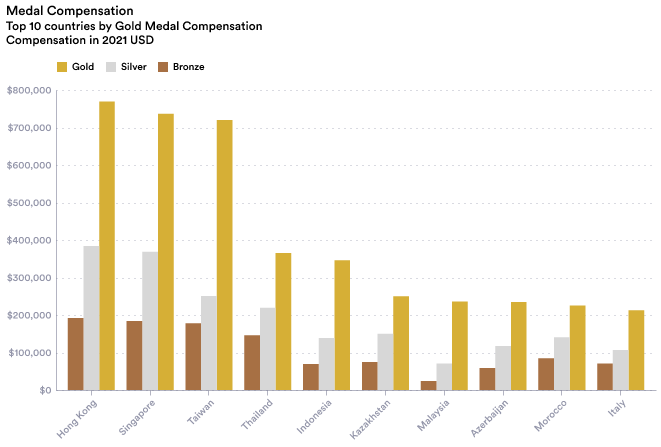 Medal Compensation
Top 10 countries by Gold Medal Compensation
Compensation in 2021 USD
Gold Silver Bronze
$800,000
$700,000
$600,000
$500,000
$400,000
$300,000
$200,000
$100,000
$0
Hong Kong
Singapore
Taiwan
Thailand
Indonesia
Kazakhstan
Malaysia
Azerbaijan
Morocco
Italy